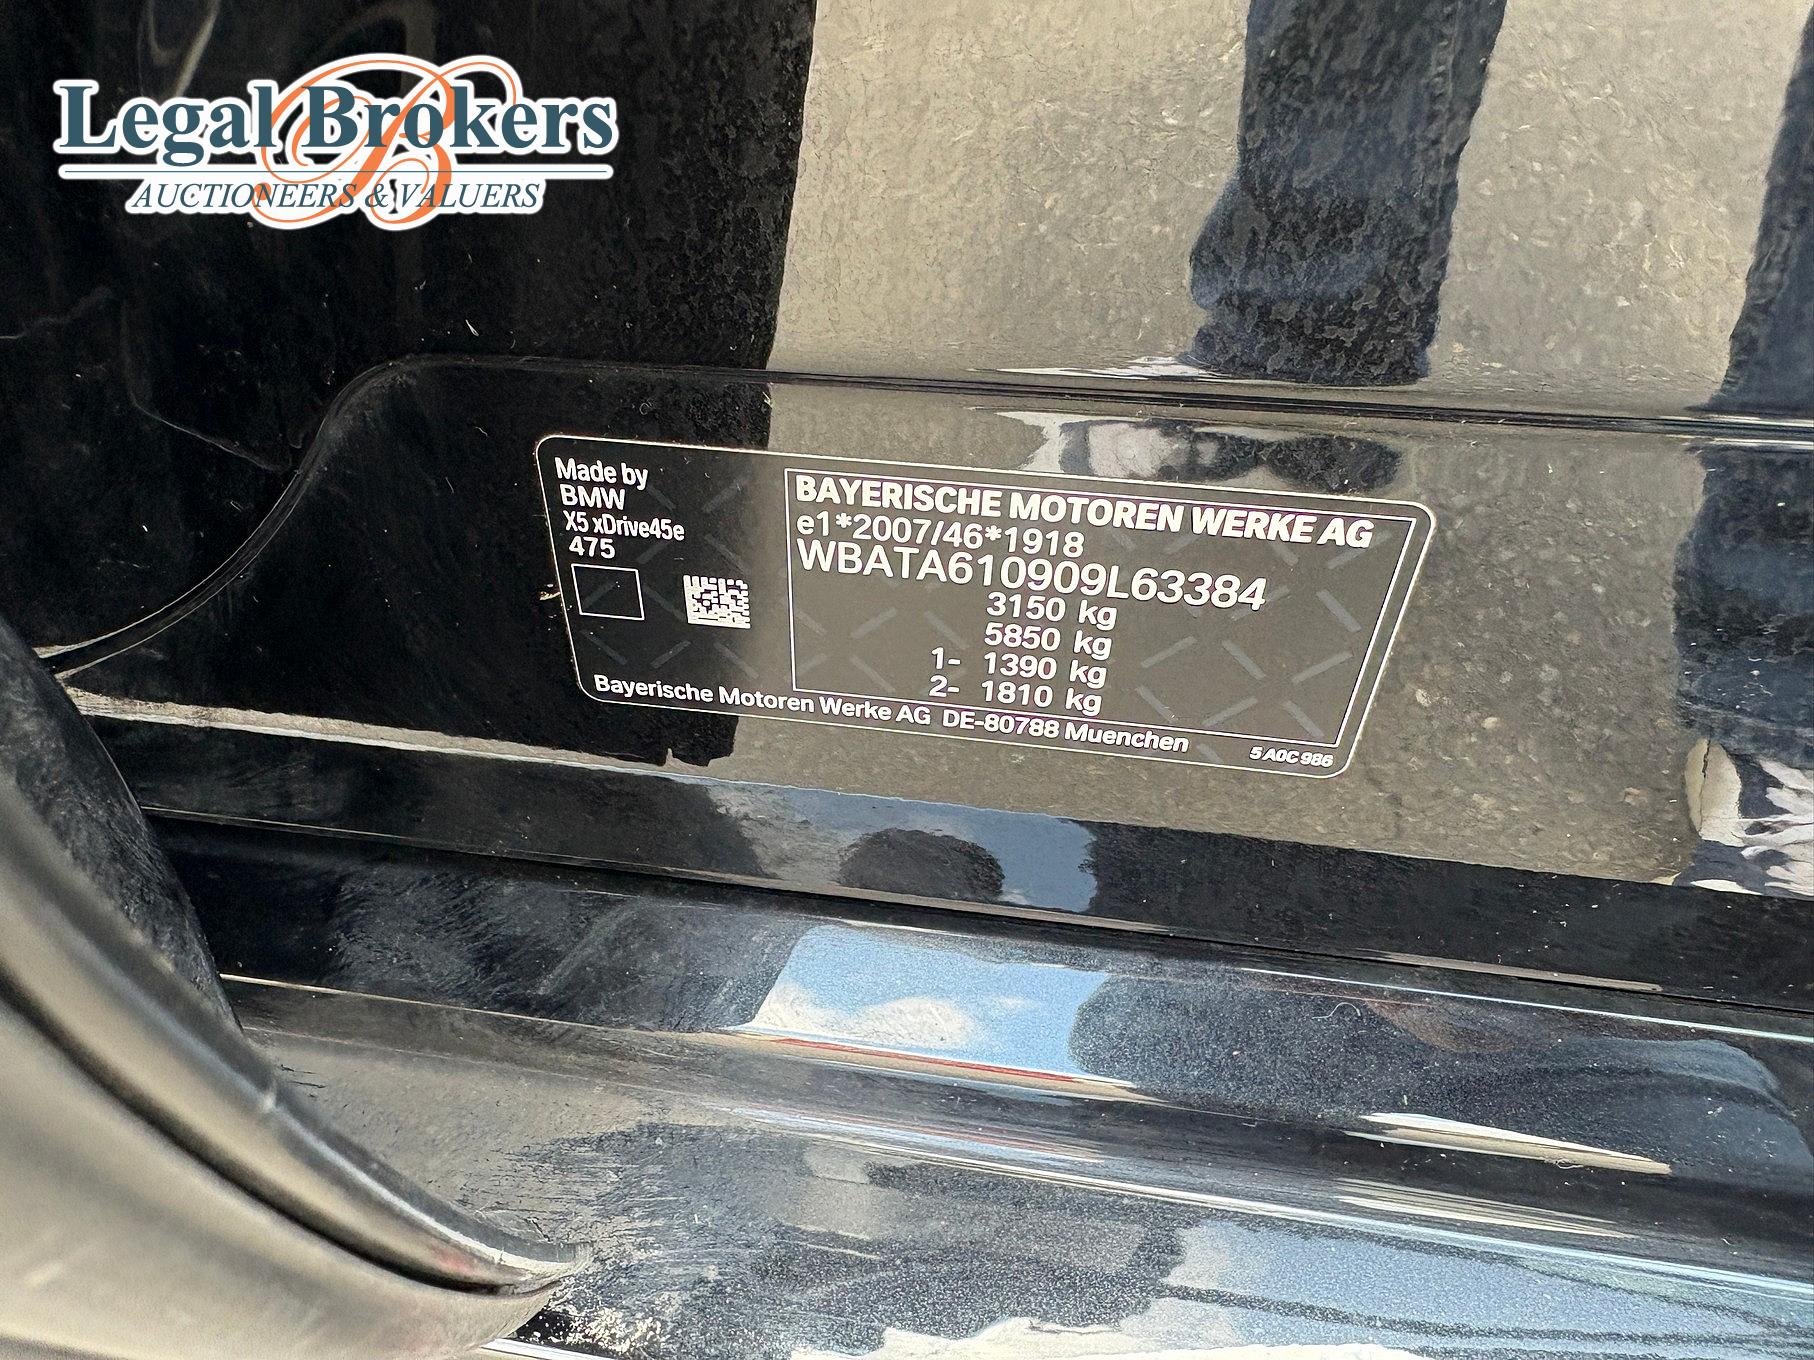 Legal Brokers
AUCTIONEERS & VALUERS
Made by
BMW
X5 xDrive45e
475
BAYERISCHE MOTOREN WERKE AG
e1*2007/46*1918
WBATA610909L63384
3150 kg
5850 kg
1- 1390 kg
2- 1810 kg
Bayerische Motoren Werke AG DE-80788 Muenchen
5 A0C 986